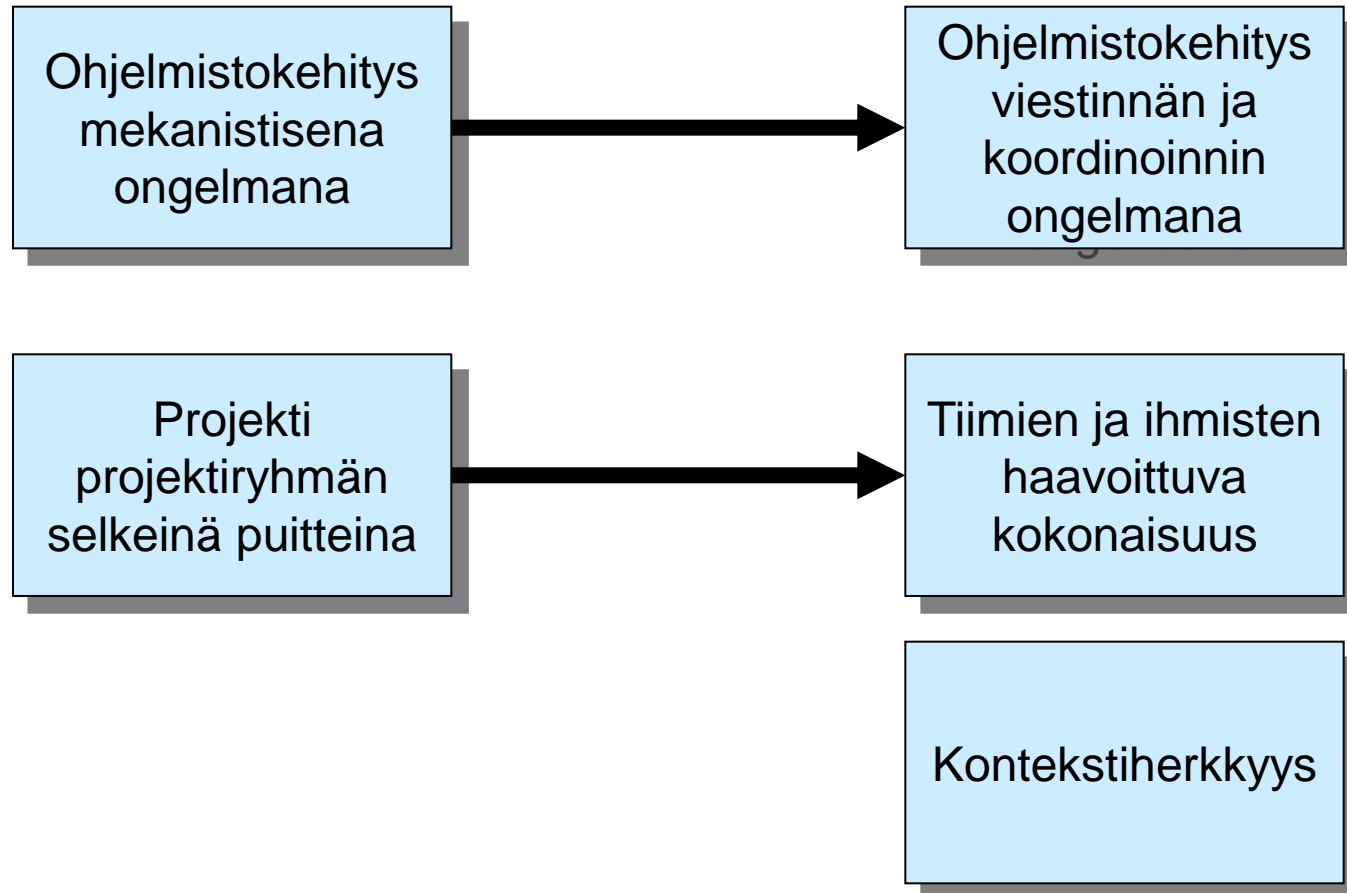 Ohjelmistokehitys
mekanistisena
ongelmana
Ohjelmistokehitys
viestinnän ja
koordinoinnin
ongelmana
Projekti
projektiryhmän
selkeinä puitteina
Tiimien ja ihmisten
haavoittuva
kokonaisuus
Kontekstiherkkyys